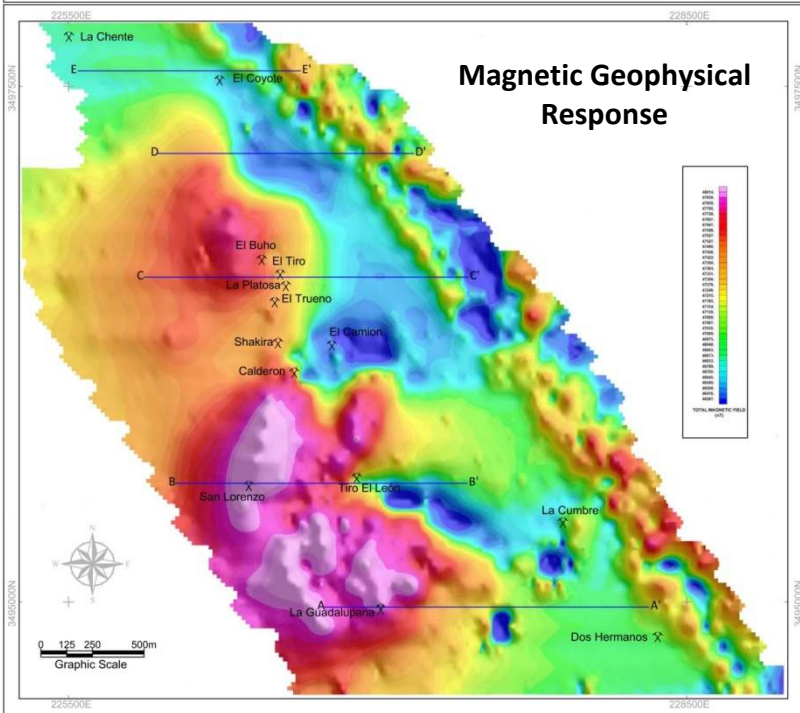 225500E
228500E
La Chente
E
E'
El Coyote
Magnetic Geophysical
Response
3497500N
3497500N
D
D'
El Buho
El Tiro
C
C'
La Platosa
El Trueno
Shakira
El Camion
Calderon
TOTAL MAGNETIC FIELD
(nT)
B
B'
San Lorenzo
Tiro El León
La Cumbre
N
W
E
S
3495000N
3495000N
A
A'
La Guadalupana
Dos Hermanos
0 125 250 500m
Graphic Scale
225500E
228500E